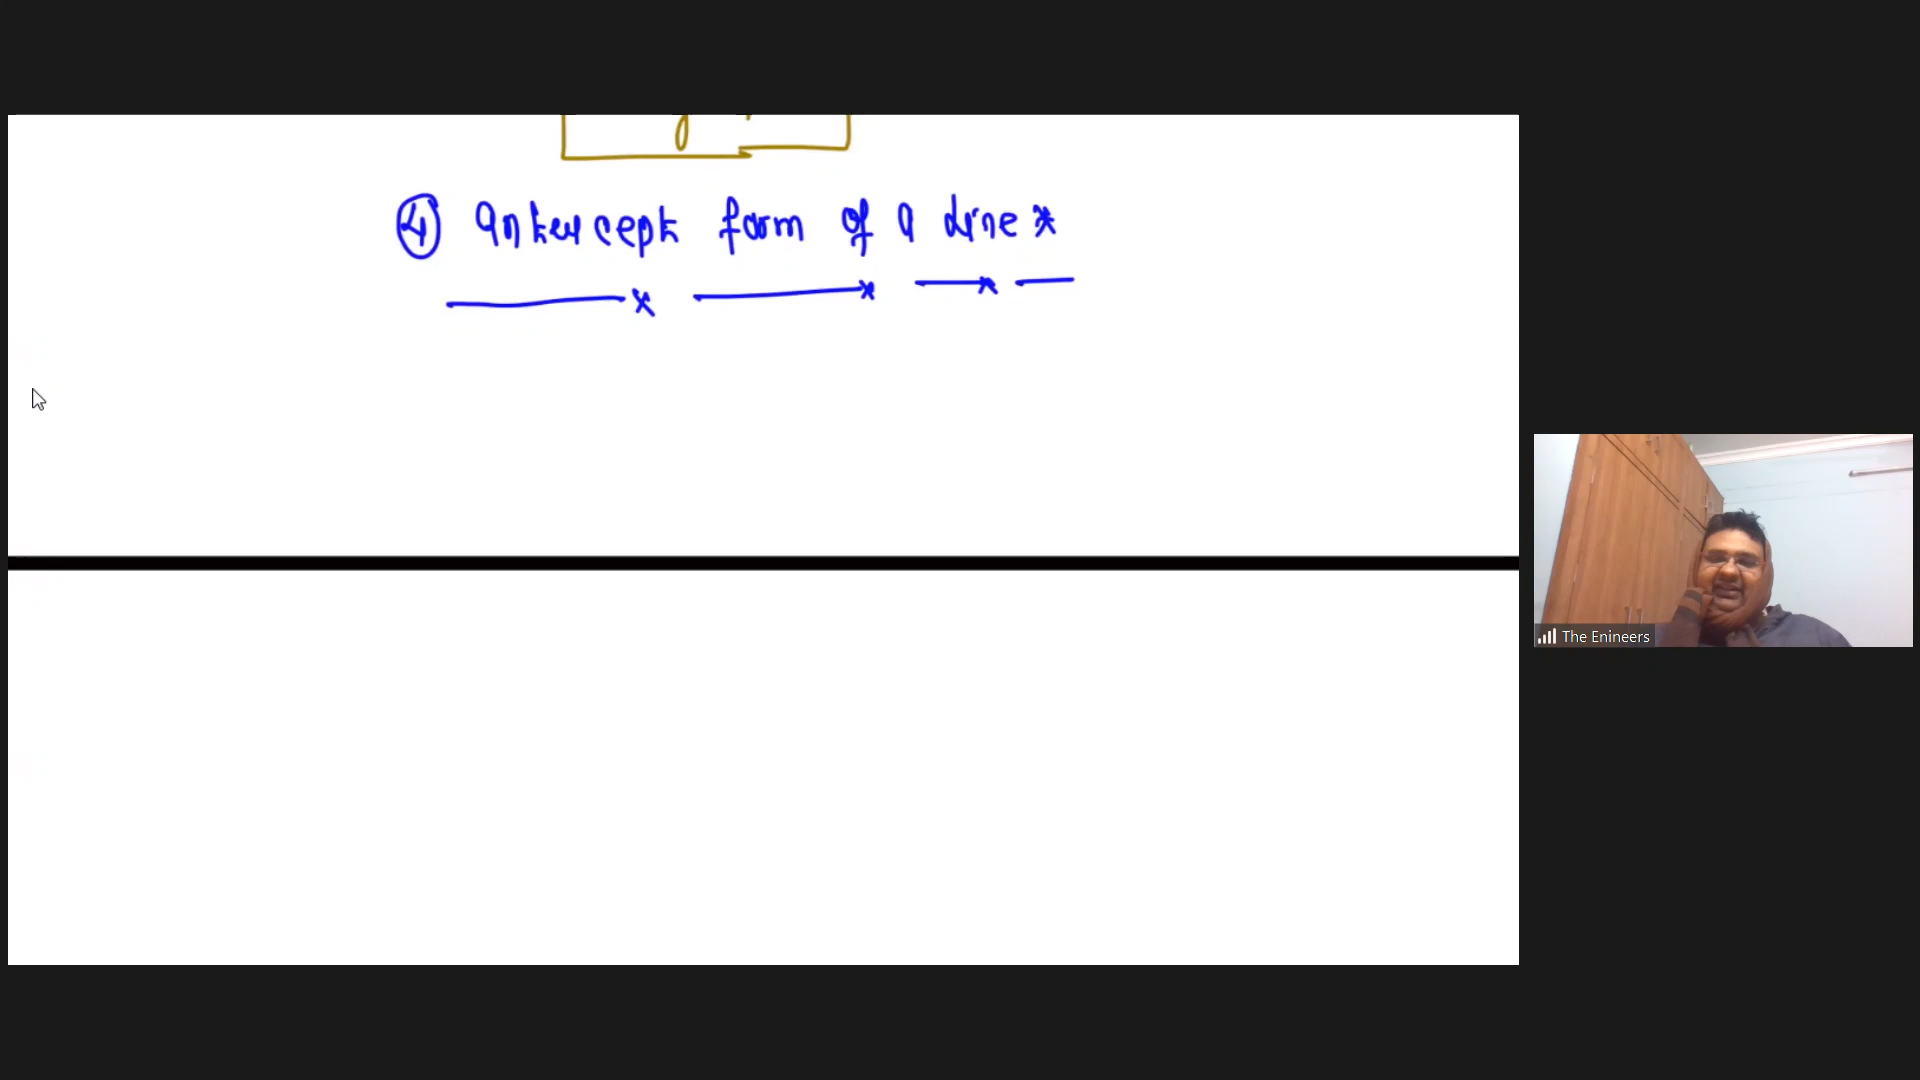 ④ Intercept form of a Line *
The Enineers